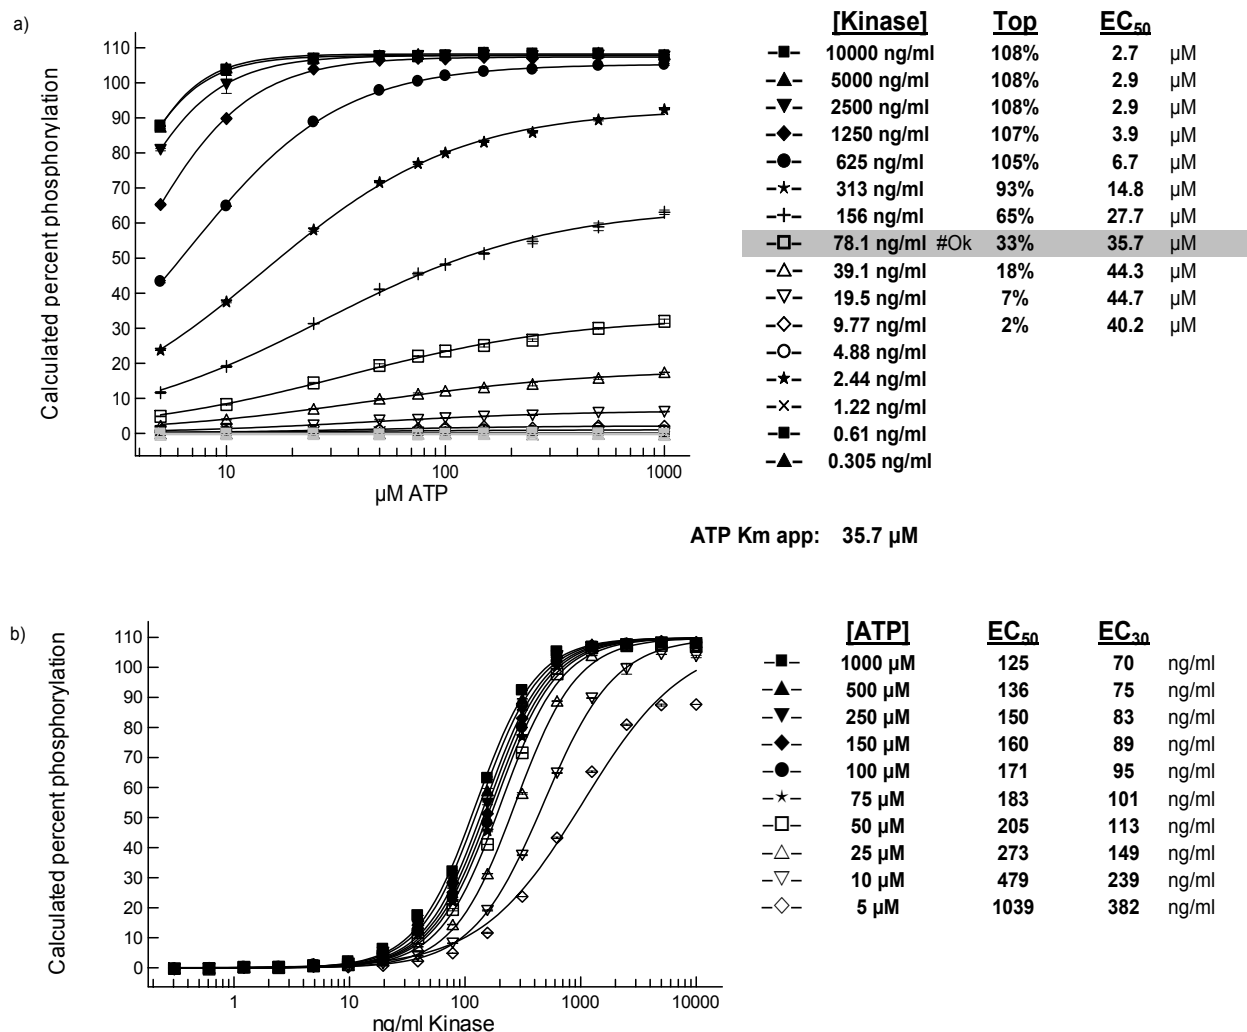 a)
Calculated percent phosphorylation
110
100
90
80
70
60
50
40
30
20
10
0
10 100 1000
µM ATP
[Kinase] Top EC50
10000 ng/ml 108% 2.7 µM
5000 ng/ml 108% 2.9 µM
2500 ng/ml 108% 2.9 µM
1250 ng/ml 107% 3.9 µM
625 ng/ml 105% 6.7 µM
313 ng/ml 93% 14.8 µM
156 ng/ml 65% 27.7 µM
78.1 ng/ml #Ok 33% 35.7 µM
39.1 ng/ml 18% 44.3 µM
19.5 ng/ml 7% 44.7 µM
9.77 ng/ml 2% 40.2 µM
4.88 ng/ml
2.44 ng/ml
1.22 ng/ml
0.61 ng/ml
0.305 ng/ml
ATP Km app: 35.7 µM
b)
Calculated percent phosphorylation
110
100
90
80
70
60
50
40
30
20
10
0
1 10 100 1000 10000
ng/ml Kinase
[ATP] EC50 EC30
1000 µM 125 70 ng/ml
500 µM 136 75 ng/ml
250 µM 150 83 ng/ml
150 µM 160 89 ng/ml
100 µM 171 95 ng/ml
75 µM 183 101 ng/ml
50 µM 205 113 ng/ml
25 µM 273 149 ng/ml
10 µM 479 239 ng/ml
5 µM 1039 382 ng/ml